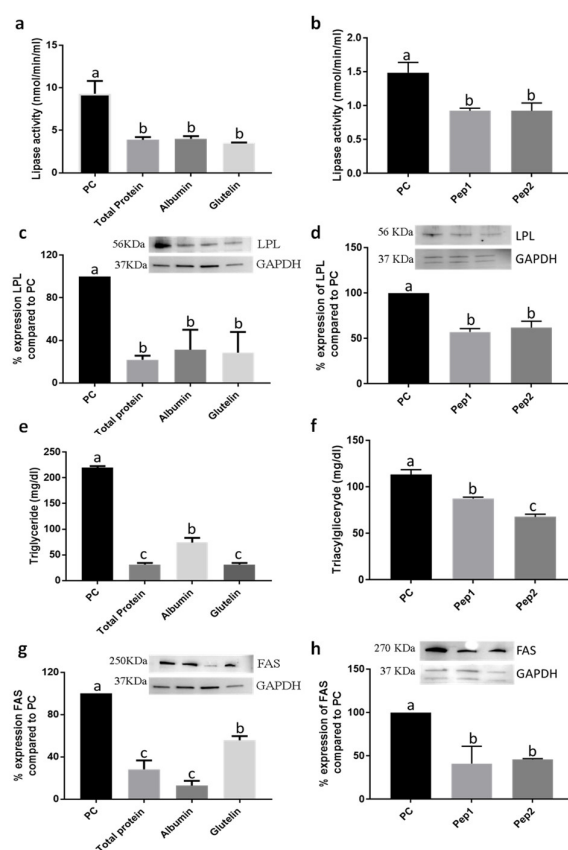 a
Lipase activity (nmol/min/ml)
15
10
5
0
a
b
b
b
PC
Total Protein
Albumin
Glutelin
b
Lipase activity (nmol/min/ml)
2.0
1.5
1.0
0.5
0.0
a
b
b
PC
Pep1
Pep2
c
56KDa
LPL
37KDa
GAPDH
% expression LPL
compared to PC
120
80
40
0
a
b
b
b
PC
Total protein
Albumin
Glutelin
d
56 KDa
LPL
37 KDa
GAPDH
% expression of LPL
compared to PC
150
100
50
0
a
b
b
PC
Pep1
Pep2
e
Triglyceride (mg/dl)
250
200
150
100
50
0
a
c
b
c
PC
Total Protein
Albumin
Glutelin
f
Triacylgliceryde (mg/dl)
150
100
50
0
a
b
c
PC
Pep1
Pep2
g
250KDa
FAS
37KDa
GAPDH
% expression FAS
compared to PC
120
80
40
0
a
c
c
b
PC
Total protein
Albumin
Glutelin
h
270 KDa
FAS
37 KDa
GAPDH
% expression of FAS
compared to PC
150
100
50
0
a
b
b
PC
Pep1
Pep2